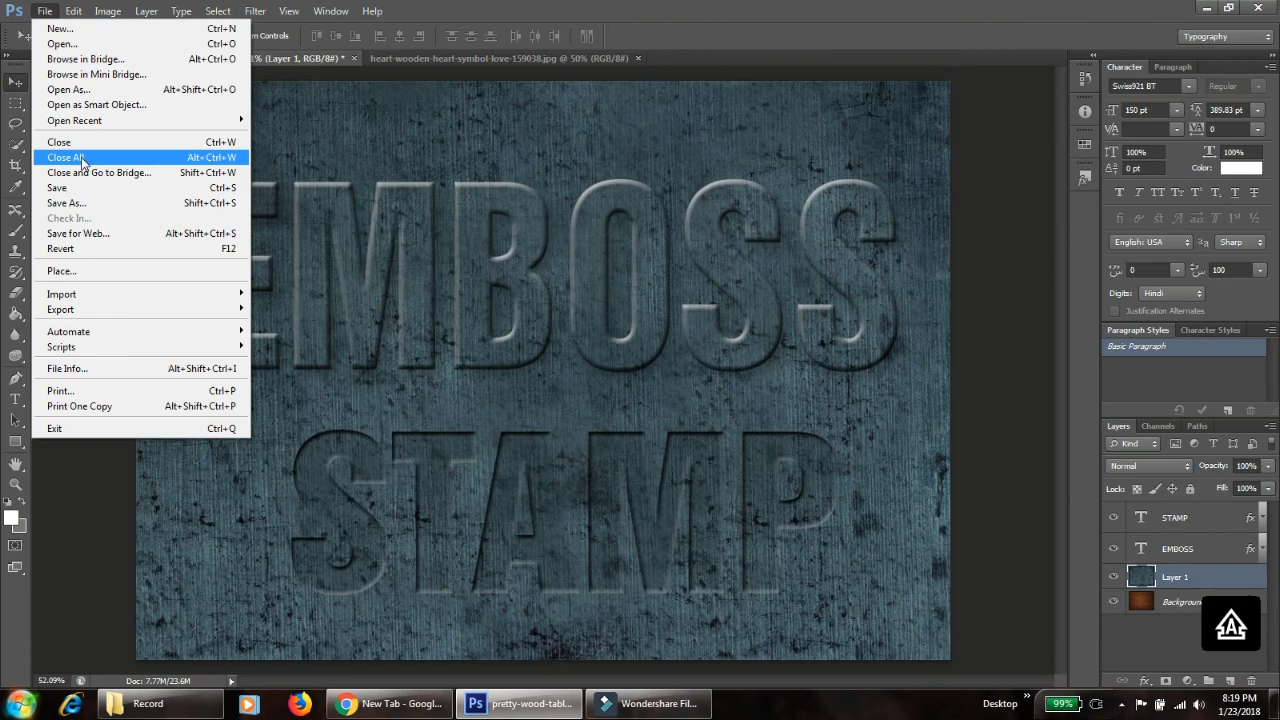 Ps File Edit Image Layer Type Select Filter View Window Help
Controls
Typography
1% (Layer 1, RGB/8#) * × heart-wooden-heart-symbol-love-159038.jpg @ 50% (RGB/8#) ×
New... Ctrl+N
Open... Ctrl+O
Browse in Bridge... Alt+Ctrl+O
Browse in Mini Bridge...
Open As... Alt+Shift+Ctrl+O
Open as Smart Object...
Open Recent
Close Ctrl+W
Close All Alt+Ctrl+W
Close and Go to Bridge... Shift+Ctrl+W
Save Ctrl+S
Save As... Shift+Ctrl+S
Check In...
Save for Web... Alt+Shift+Ctrl+S
Revert F12
Place...
Import
Export
Automate
Scripts
File Info... Alt+Shift+Ctrl+I
Print... Ctrl+P
Print One Copy Alt+Shift+Ctrl+P
Exit Ctrl+Q
EMBOSS
STAMP
Character Paragraph
Swiss921 BT Regular
150 pt 389.83 pt
0
100% 100%
0 pt Color:
English: USA Sharp
0 100
Digits: Hindi
Justification Alternates
Paragraph Styles Character Styles
Basic Paragraph
Layers Channels Paths
Kind
Normal Opacity: 100%
Lock: Fill: 100%
STAMP fx
EMBOSS fx
Layer 1
Background
52.09% Doc: 7.77M/23.6M
Record
New Tab - Googl...
Ps pretty-wood-tabl...
Wondershare Fil...
Desktop
99%
8:19 PM
1/23/2018